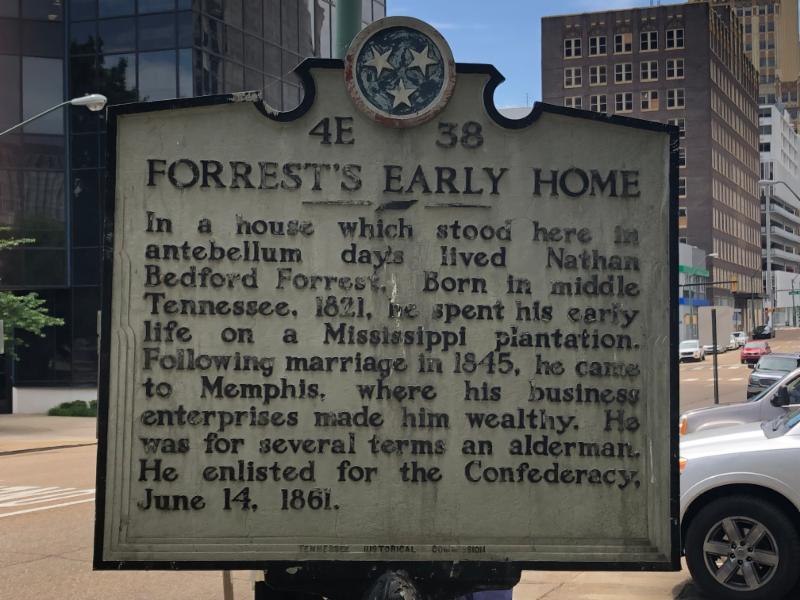 4E 38
FORREST'S EARLY HOME
In a house which stood here in
antebellum days lived Nathan
Bedford Forrest. Born in middle
Tennessee, 1821, he spent his early
life on a Mississippi plantation.
Following marriage in 1845, he came
to Memphis, where his business
enterprises made him wealthy. He
was for several terms an alderman.
He enlisted for the Confederacy,
June 14, 1861.
TENNESSEE HISTORICAL COMMISSION